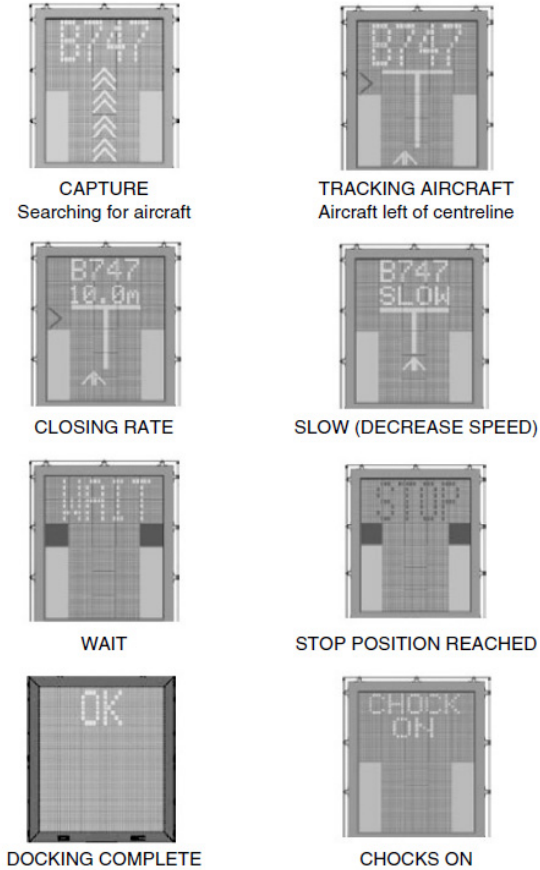 B747
B747
CAPTURE
Searching for aircraft
TRACKING AIRCRAFT
Aircraft left of centreline
B747
10.0m
B747
SLOW
CLOSING RATE
SLOW (DECREASE SPEED)
WAIT
STOP
WAIT
STOP POSITION REACHED
OK
CHOCK
ON
DOCKING COMPLETE
CHOCKS ON